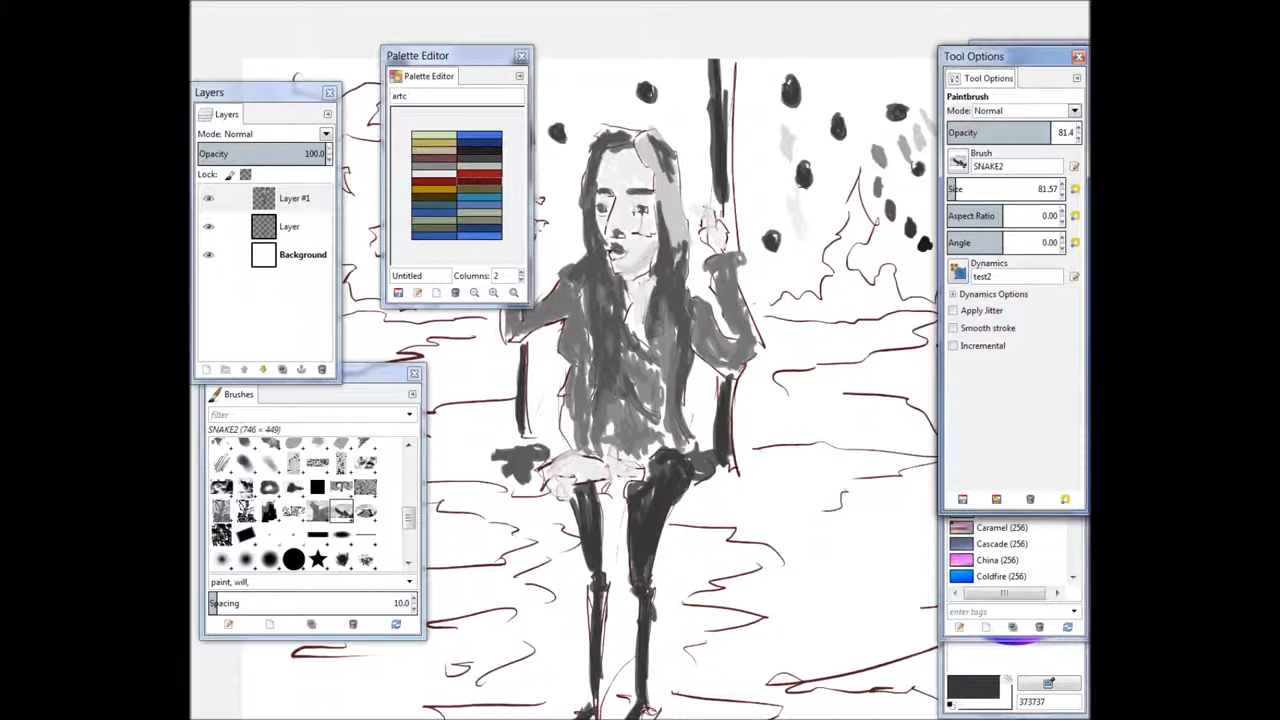 Layers
Layers
Mode: Normal
Opacity 100.0
Lock:
Layer #1
Layer
Background
Brushes
filter
SNAKE2 (746 × 449)
paint, will,
Spacing 10.0
Palette Editor
Palette Editor
artc
Untitled Columns: 2
Tool Options
Tool Options
Paintbrush
Mode: Normal
Opacity 81.4
Brush
SNAKE2
Size 81.57
Aspect Ratio 0.00
Angle 0.00
Dynamics
test2
Dynamics Options
Apply Jitter
Smooth stroke
Incremental
Caramel (256)
Cascade (256)
China (256)
Coldfire (256)
enter tags
373737